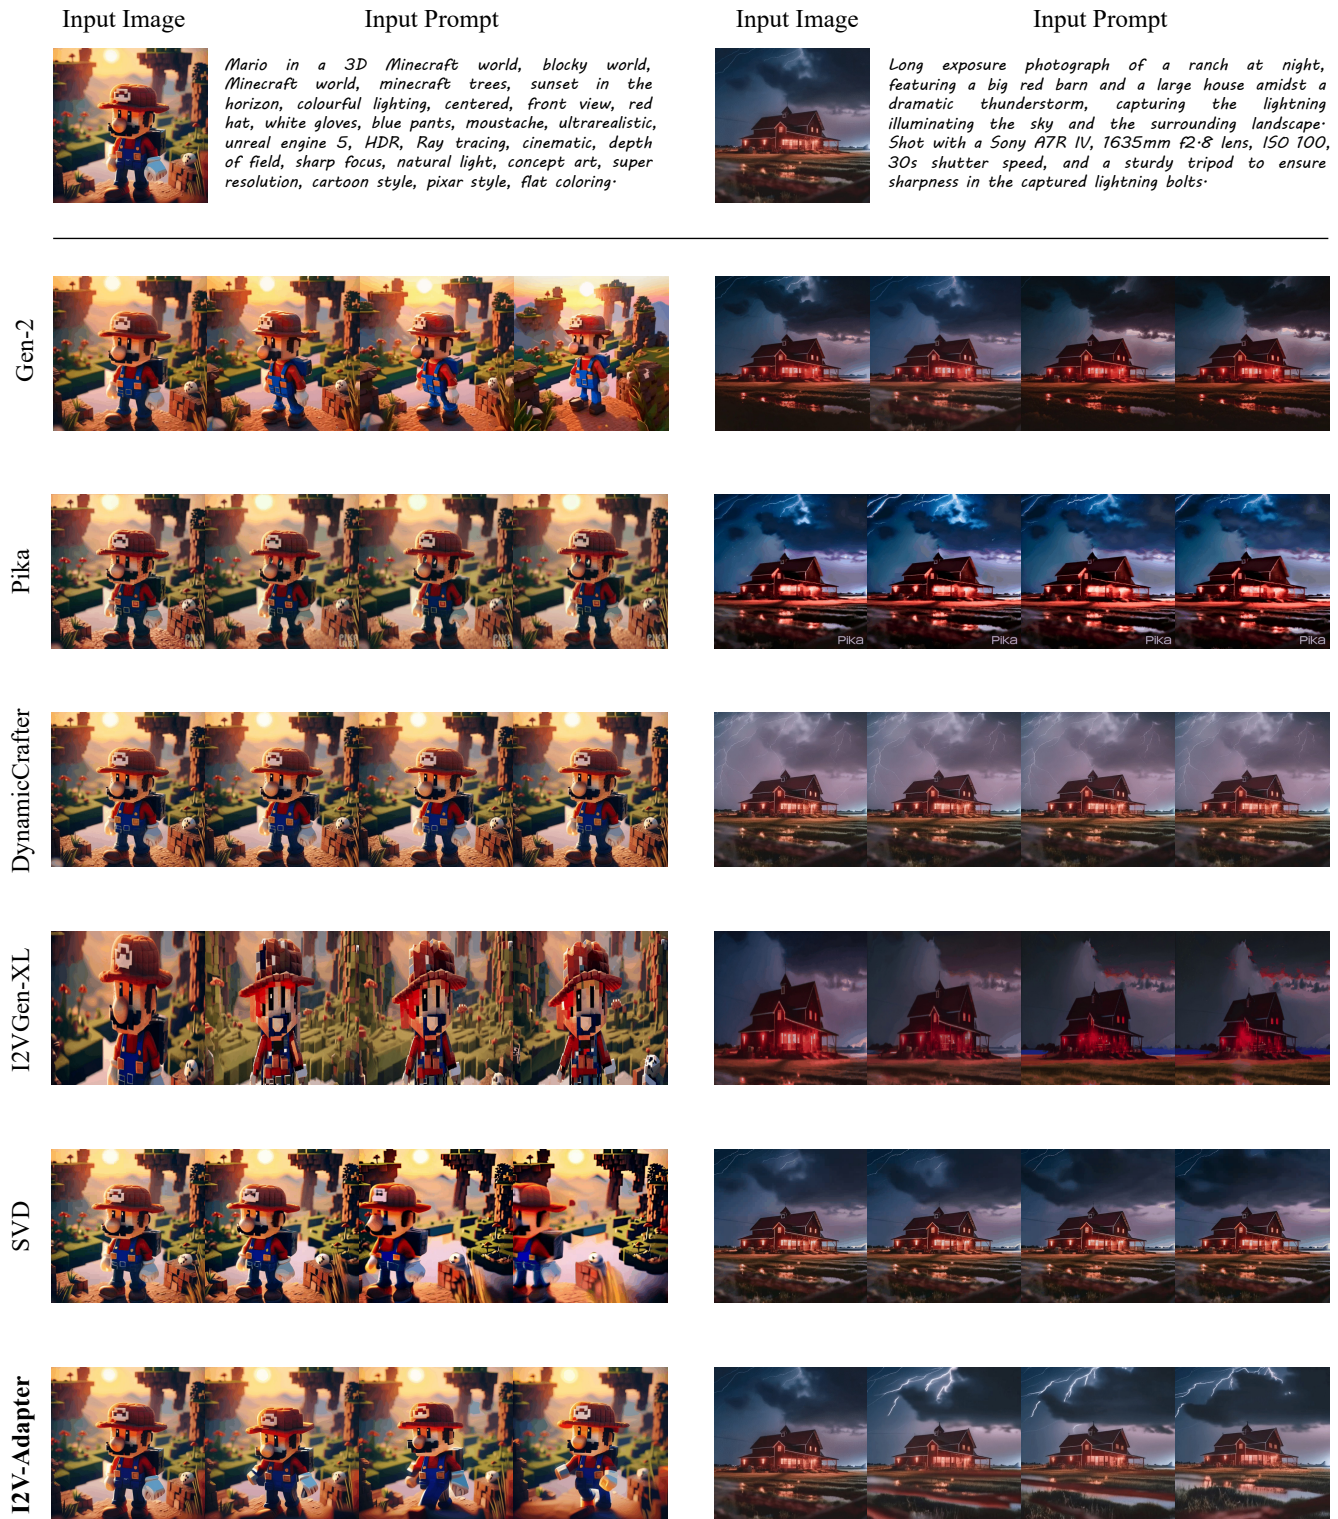 Input Image
Input Prompt
Mario in a 3D Minecraft world, blocky world,
Minecraft world, minecraft trees, sunset in the
horizon, colourful lighting, centered, front view, red
hat, white gloves, blue pants, moustache, ultrarealistic,
unreal engine 5, HDR, Ray tracing, cinematic, depth
of field, sharp focus, natural light, concept art, super
resolution, cartoon style, pixar style, flat coloring.
Input Image
Input Prompt
Long exposure photograph of a ranch at night,
featuring a big red barn and a large house amidst a
dramatic thunderstorm, capturing the lightning
illuminating the sky and the surrounding landscape.
Shot with a Sony A7R IV, 1635mm f2.8 lens, ISO 100,
30s shutter speed, and a sturdy tripod to ensure
sharpness in the captured lightning bolts.
Gen-2
Pika
Pika
Pika
Pika
Pika
DynamicCrafter
I2VGen-XL
SVD
I2V-Adapter